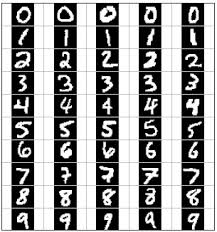 0 0 0 0 0
1 1 1 1 1
2 2 2 2 2
3 3 3 3 3
4 4 4 4 4
5 5 5 5 5
6 6 6 6 6
7 7 7 7 7
8 8 8 8 8
9 9 9 9 9